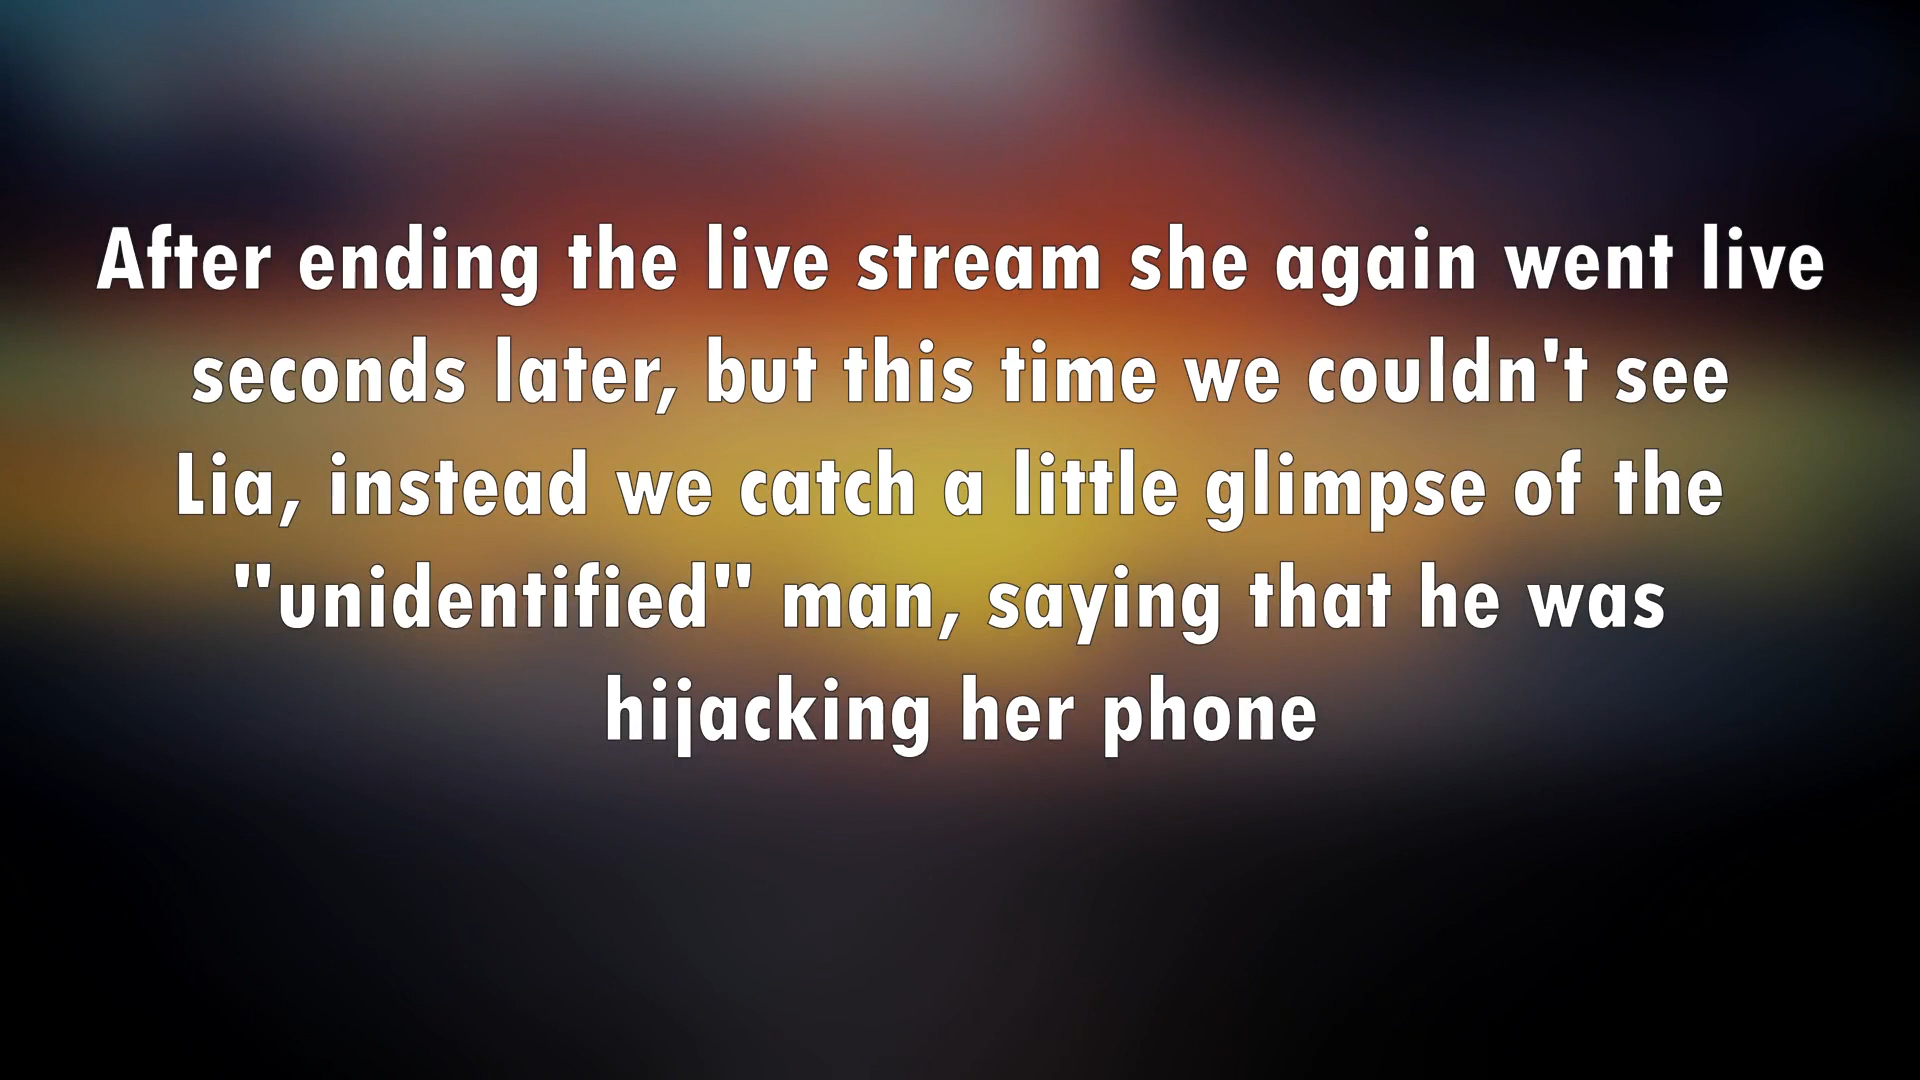 After ending the live stream she again went live
seconds later, but this time we couldn't see
Lia, instead we catch a little glimpse of the
"unidentified" man, saying that he was
hijacking her phone